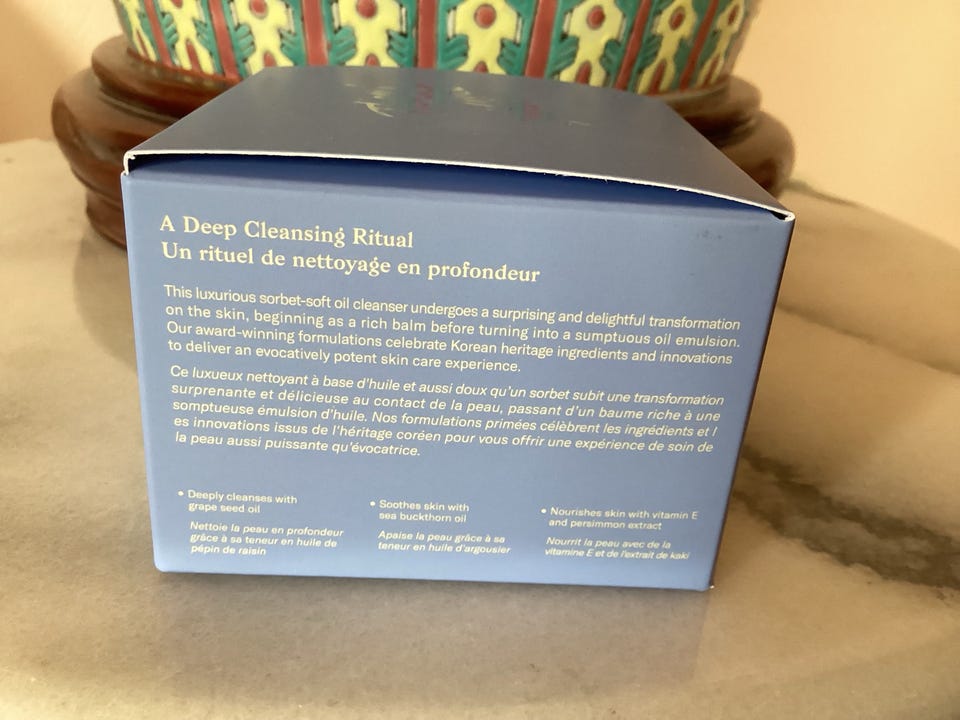 A Deep Cleansing Ritual
Un rituel de nettoyage en profondeur
This luxurious sorbet-soft oil cleanser undergoes a surprising and delightful transformation
on the skin, beginning as a rich balm before turning into a sumptuous oil emulsion.
Our award-winning formulations celebrate Korean heritage ingredients and innovations
to deliver an evocatively potent skin care experience.
Ce luxueux nettoyant à base d'huile et aussi doux qu'un sorbet subit une transformation
surprenante et délicieuse au contact de la peau, passant d'un baume riche à une
somptueuse émulsion d'huile. Nos formulations primées célèbrent les ingrédients et l
es innovations issus de l'héritage coréen pour vous offrir une expérience de soin de
la peau aussi puissante qu'évocatrice.
• Deeply cleanses with
grape seed oil
Nettoie la peau en profondeur
grâce à sa teneur en huile de
pépin de raisin
• Soothes skin with
sea buckthorn oil
Apaise la peau grâce à sa
teneur en huile d'argousier
• Nourishes skin with vitamin E
and persimmon extract
Nourrit la peau avec de la
vitamine E et de l'extrait de kaki